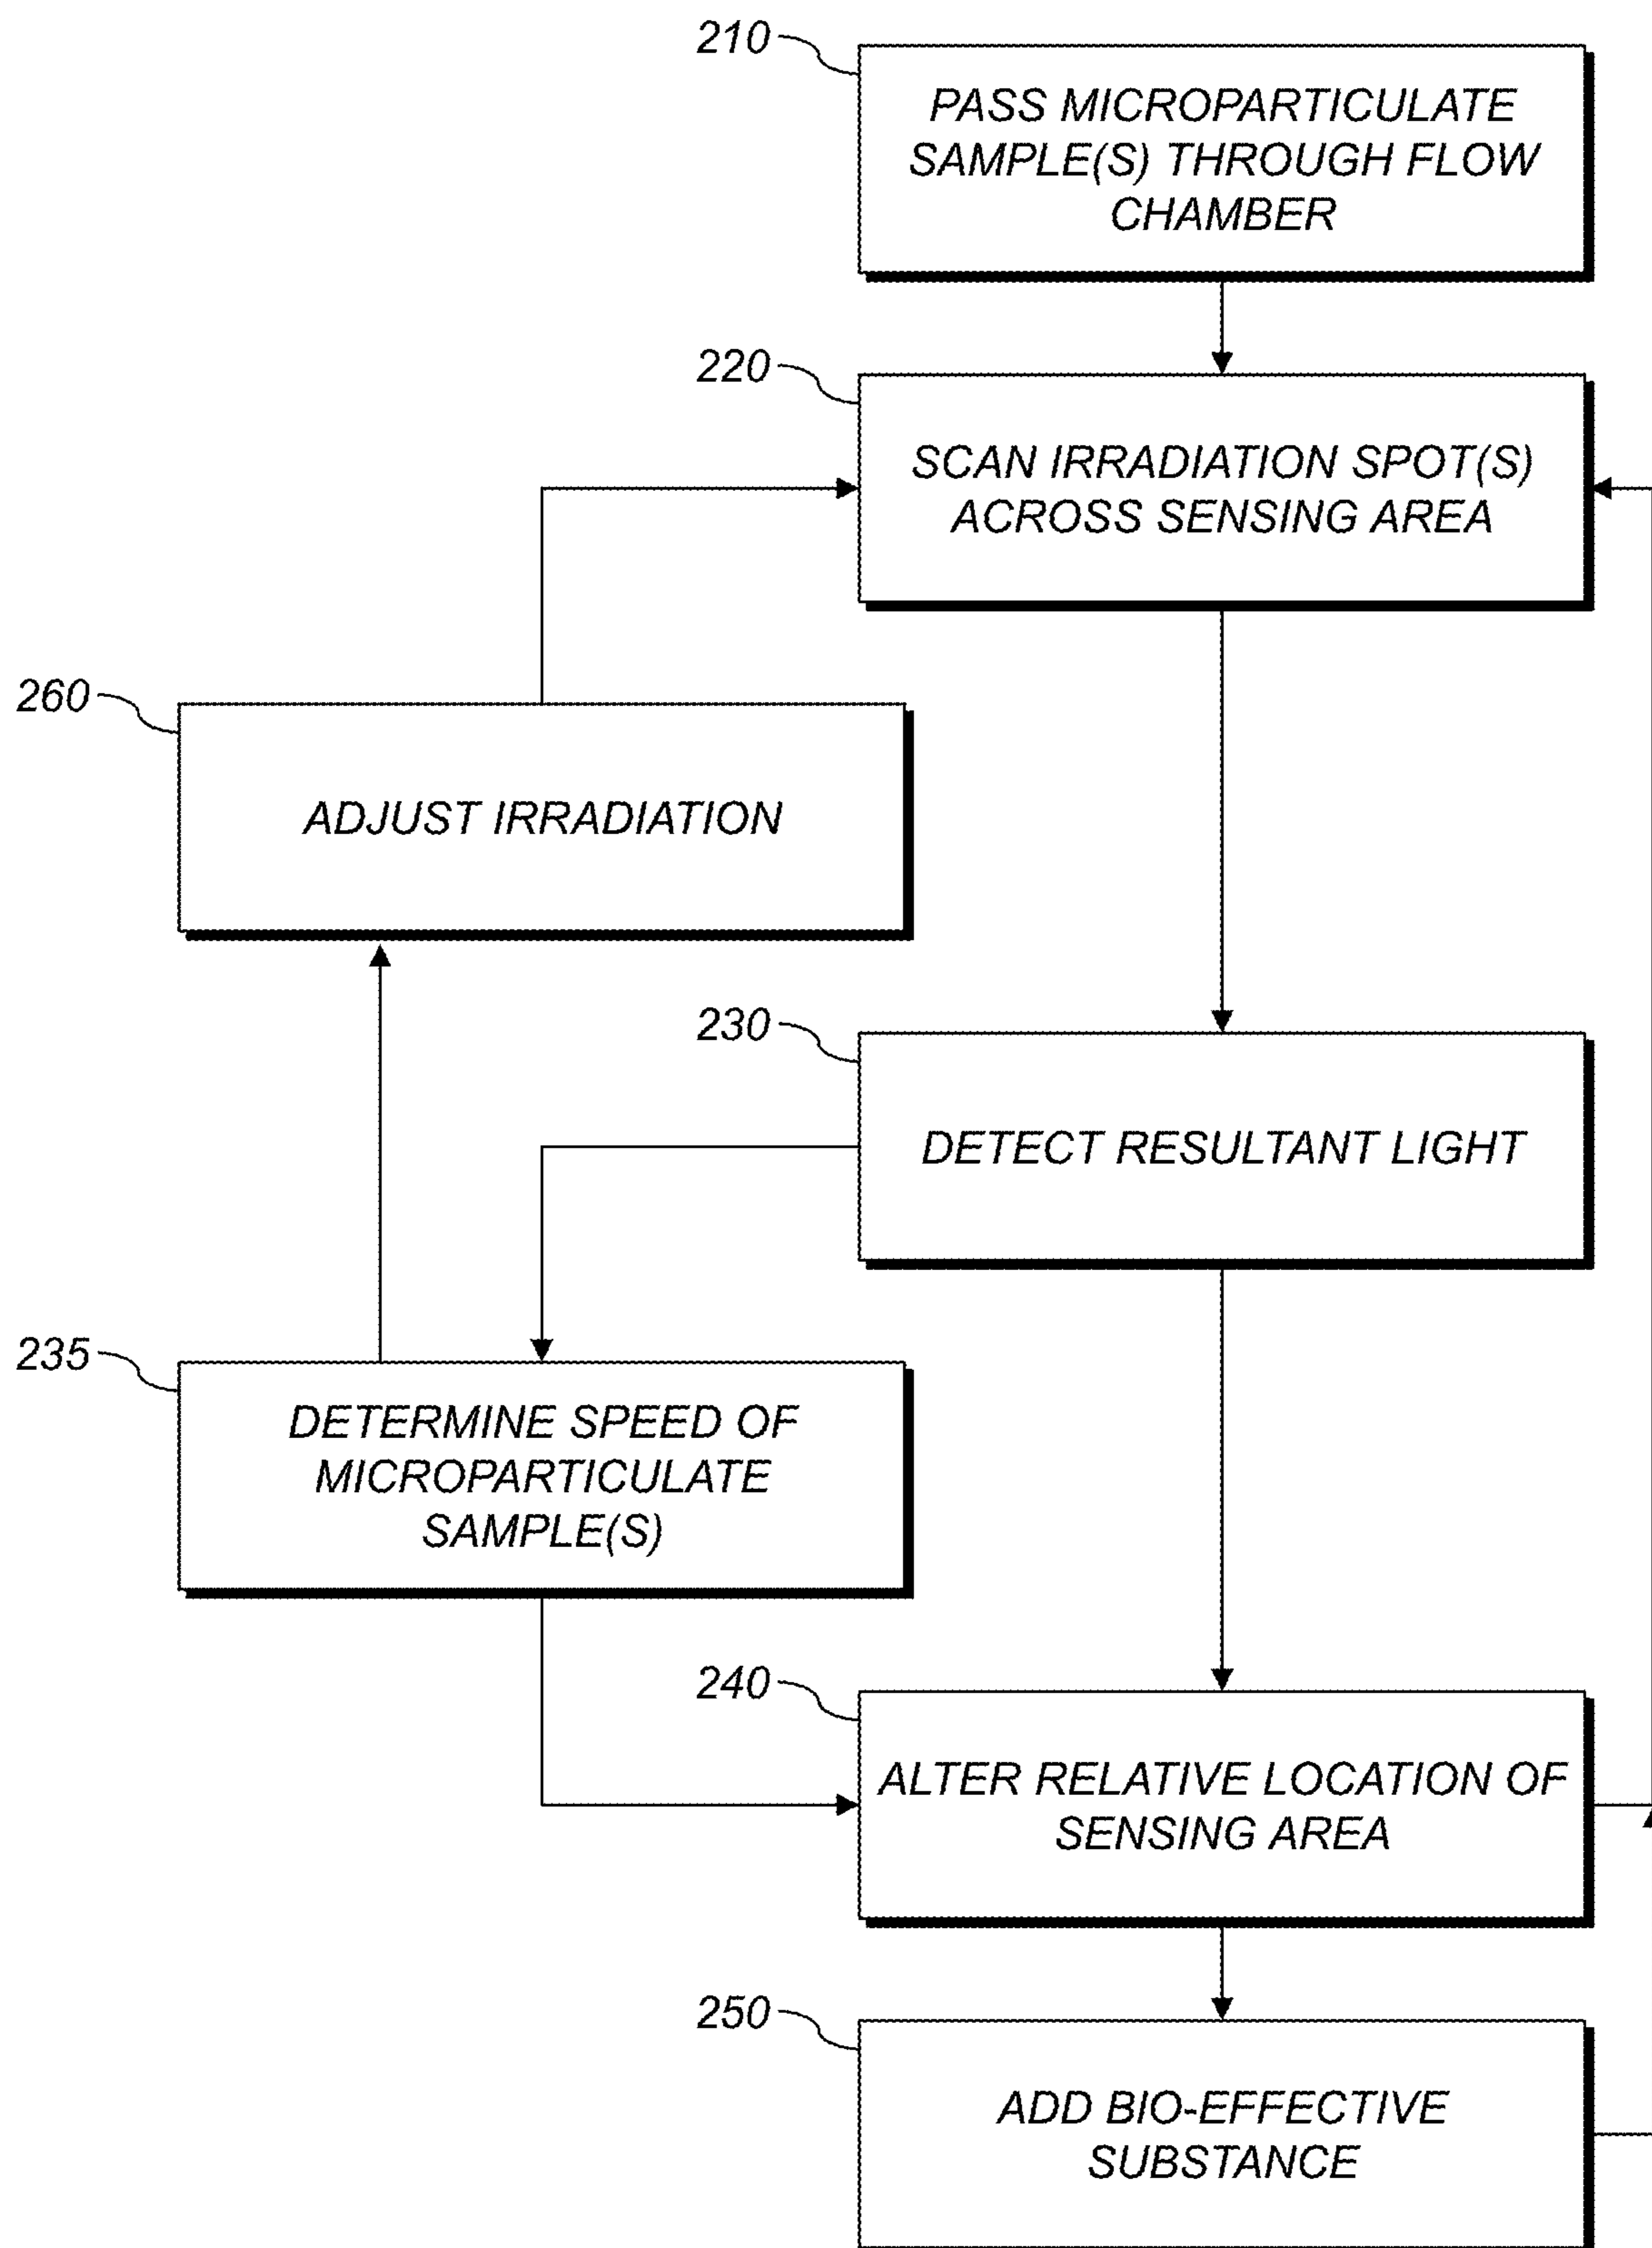 210
PASS MICROPARTICULATE
SAMPLE(S) THROUGH FLOW
CHAMBER
220
SCAN IRRADIATION SPOT(S)
ACROSS SENSING AREA
260
ADJUST IRRADIATION
230
DETECT RESULTANT LIGHT
235
DETERMINE SPEED OF
MICROPARTICULATE
SAMPLE(S)
240
ALTER RELATIVE LOCATION OF
SENSING AREA
250
ADD BIO-EFFECTIVE
SUBSTANCE